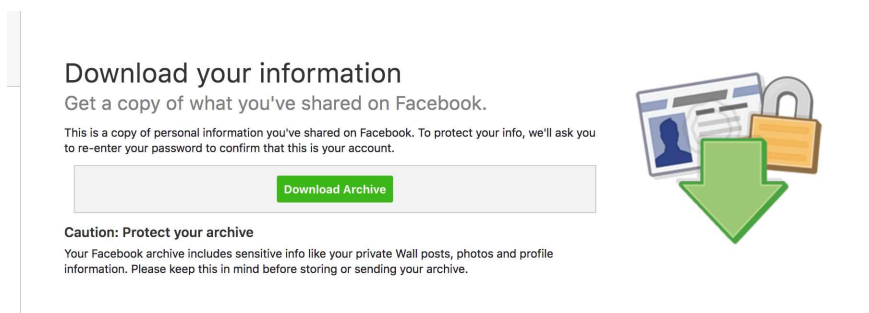 Download your information
Get a copy of what you've shared on Facebook.
This is a copy of personal information you've shared on Facebook. To protect your info, we'll ask you
to re-enter your password to confirm that this is your account.
Download Archive
Caution: Protect your archive
Your Facebook archive includes sensitive info like your private Wall posts, photos and profile
information. Please keep this in mind before storing or sending your archive.